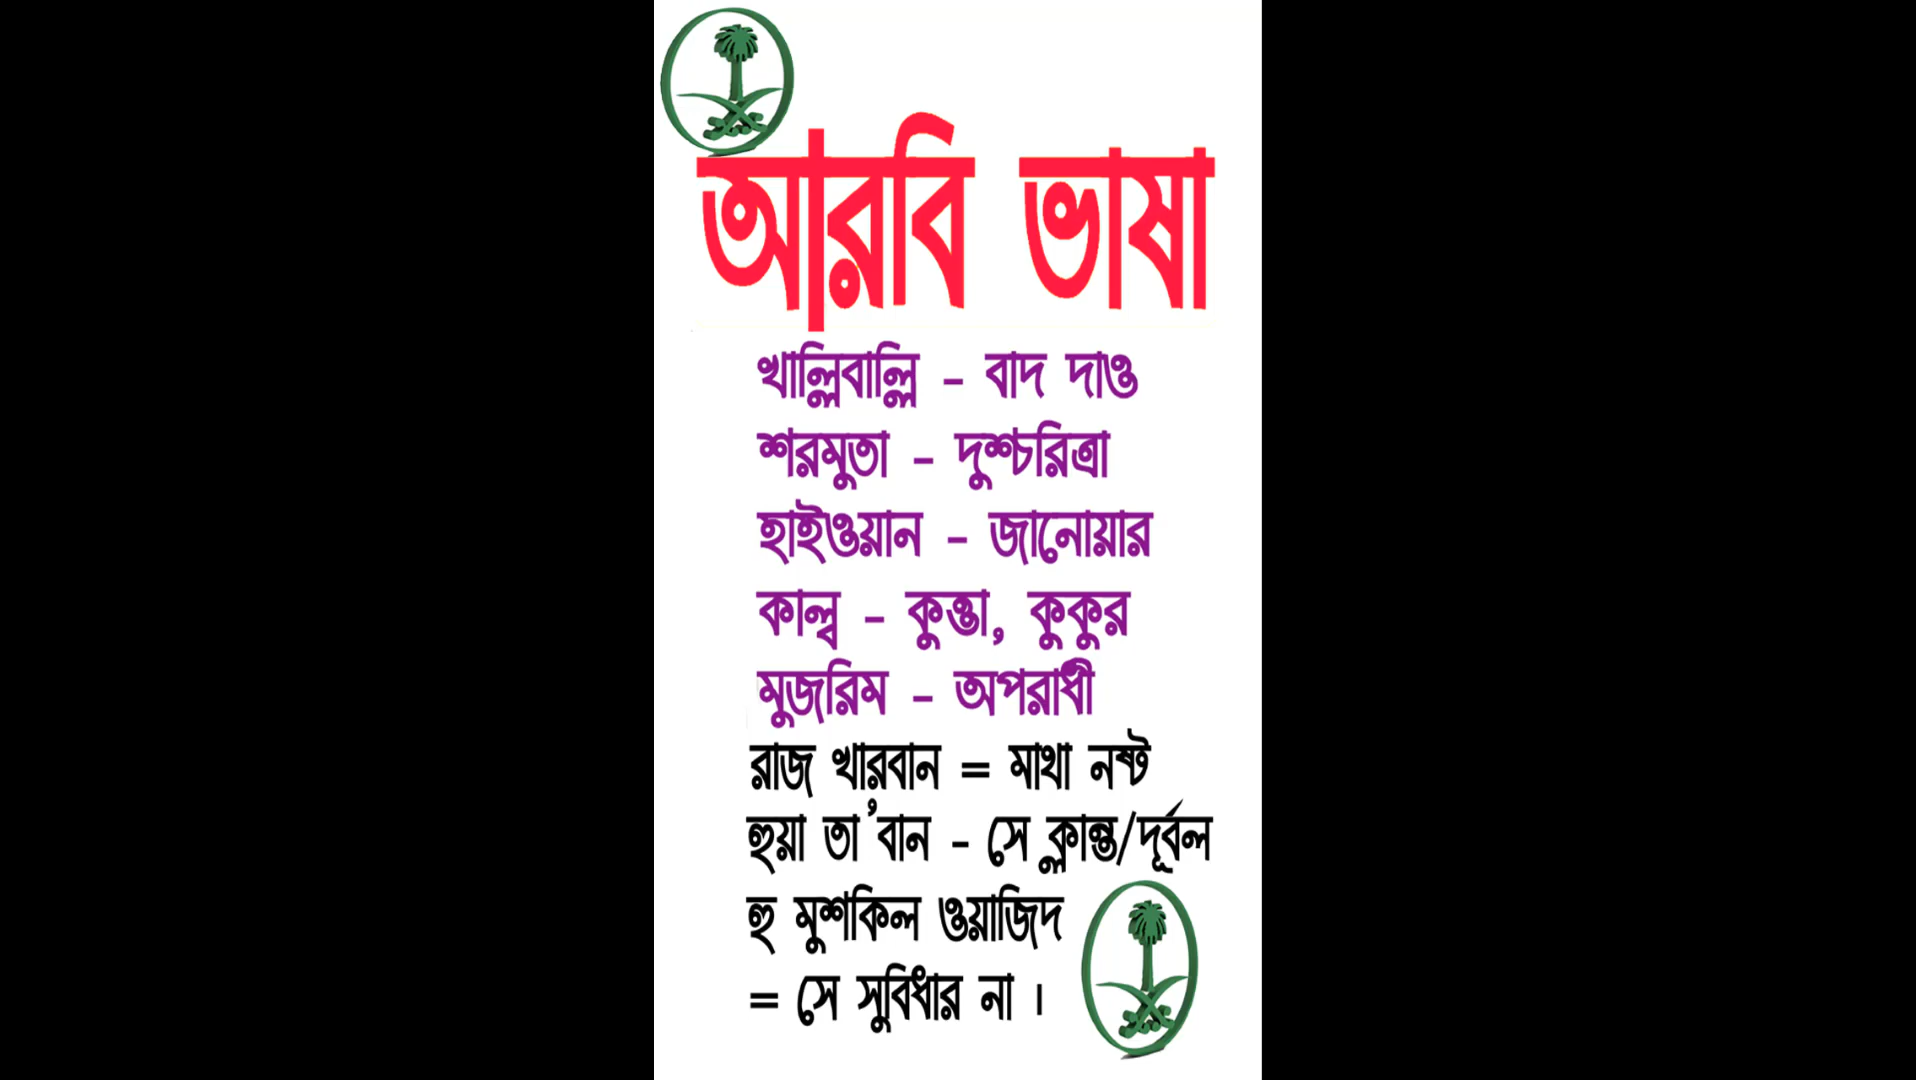 আরবি ভাষা
খাল্লিবাল্লি - বাদ দাও
শরমুতা - দুশ্চরিত্রা
হাইওয়ান - জানোয়ার
কাল্ব - কুত্তা, কুকুর
মুজরিম - অপরাধী
রাজ খারবান = মাথা নষ্ট
হুয়া তা'বান - সে ক্লান্ত/দূর্বল
হু মুশকিল ওয়াজিদ
= সে সুবিধার না ।